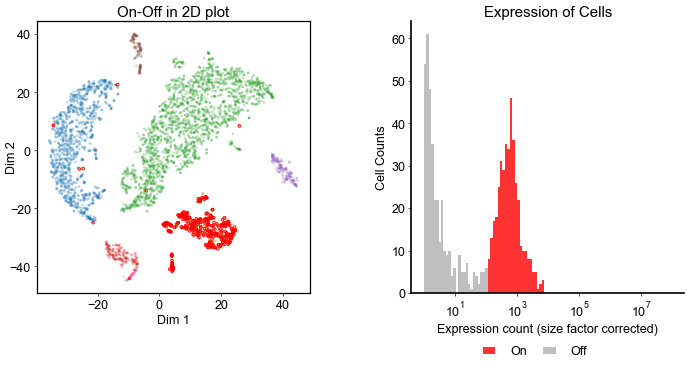 On-Off in 2D plot
Dim 2
40
20
0
−20
−40
−20
0
20
40
Dim 1
Expression of Cells
Cell Counts
60
50
40
30
20
10
0
10^1
10^3
10^5
10^7
Expression count (size factor corrected)
On
Off